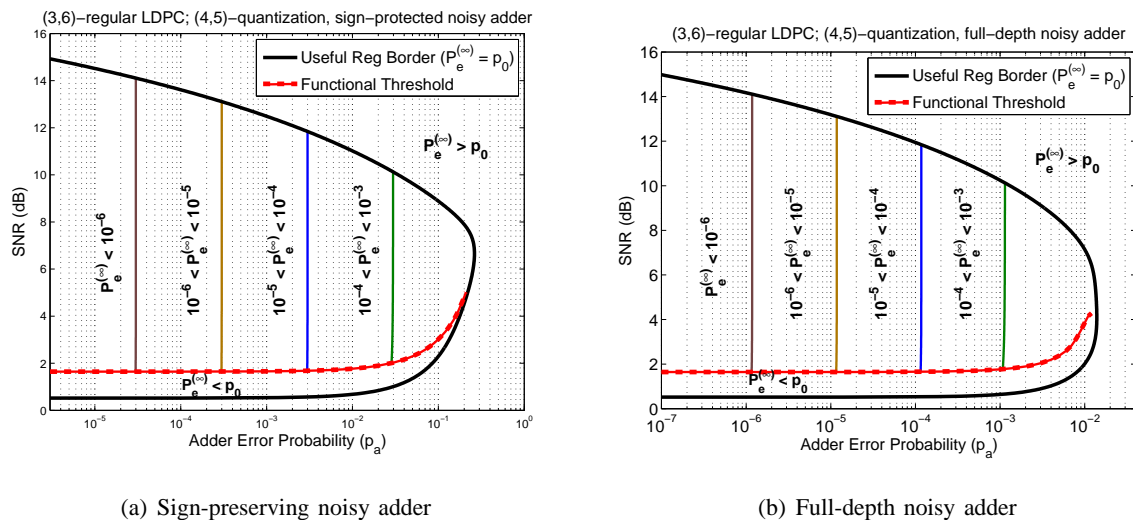 (3,6)−regular LDPC; (4,5)−quantization, sign−protected noisy adder
16
14
12
10
8
6
4
2
0
SNR (dB)
Useful Reg Border (P_e^(∞) = p_0)
Functional Threshold
P_e^(∞) > p_0
P_e^(∞) < 10^−6
10^−6 < P_e^(∞) < 10^−5
10^−5 < P_e^(∞) < 10^−4
10^−4 < P_e^(∞) < 10^−3
P_e^(∞) < p_0
10^−5 10^−4 10^−3 10^−2 10^−1 10^0
Adder Error Probability (p_a)
(a) Sign-preserving noisy adder
(3,6)−regular LDPC; (4,5)−quantization, full−depth noisy adder
16
14
12
10
8
6
4
2
0
SNR (dB)
Useful Reg Border (P_e^(∞) = p_0)
Functional Threshold
P_e^(∞) > p_0
P_e^(∞) < 10^−6
10^−6 < P_e^(∞) < 10^−5
10^−5 < P_e^(∞) < 10^−4
10^−4 < P_e^(∞) < 10^−3
P_e^(∞) < p_0
10^−7 10^−6 10^−5 10^−4 10^−3 10^−2
Adder Error Probability (p_a)
(b) Full-depth noisy adder